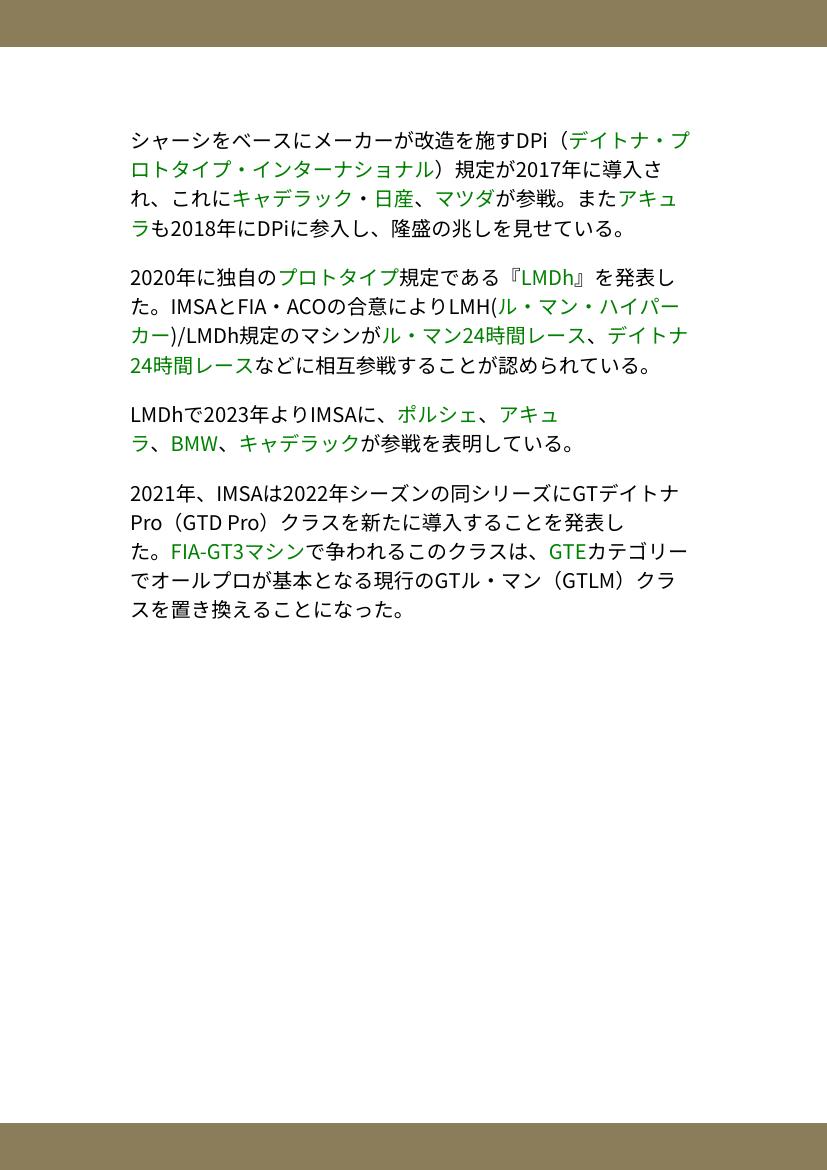 シャーシをベースにメーカーが改造を施すDPi（デイトナ・プ
ロトタイプ・インターナショナル）規定が2017年に導入さ
れ、これにキャデラック・日産、マツダが参戦。またアキュ
ラも2018年にDPiに参入し、隆盛の兆しを見せている。
2020年に独自のプロトタイプ規定である『LMDh』を発表し
た。IMSAとFIA・ACOの合意によりLMH(ル・マン・ハイパー
カー)/LMDh規定のマシンがル・マン24時間レース、デイトナ
24時間レースなどに相互参戦することが認められている。
LMDhで2023年よりIMSAに、ポルシェ、アキュ
ラ、BMW、キャデラックが参戦を表明している。
2021年、IMSAは2022年シーズンの同シリーズにGTデイトナ
Pro（GTD Pro）クラスを新たに導入することを発表し
た。FIA-GT3マシンで争われるこのクラスは、GTEカテゴリー
でオールプロが基本となる現行のGTル・マン（GTLM）クラ
スを置き換えることになった。